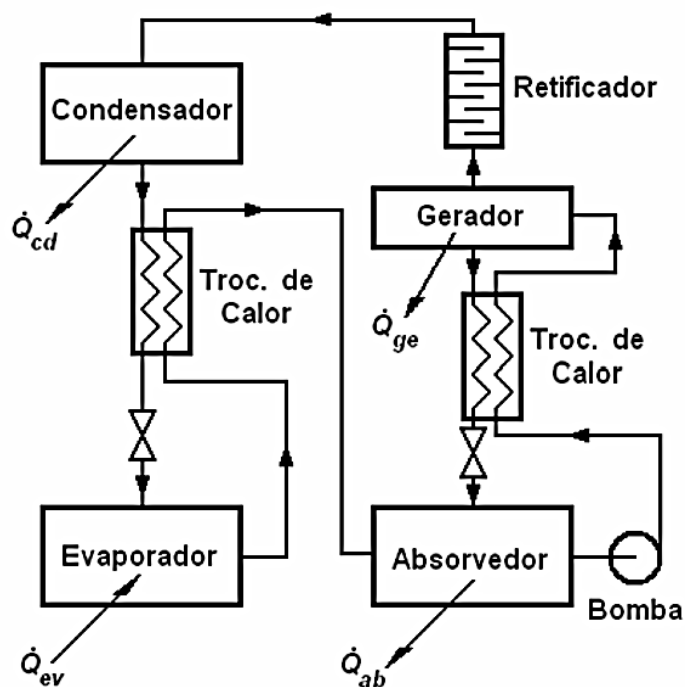 Retificador
Condensador
Q̇cd
Gerador
Troc. de
Calor
Q̇ge
Troc. de
Calor
Evaporador
Absorvedor
Bomba
Q̇ev
Q̇ab